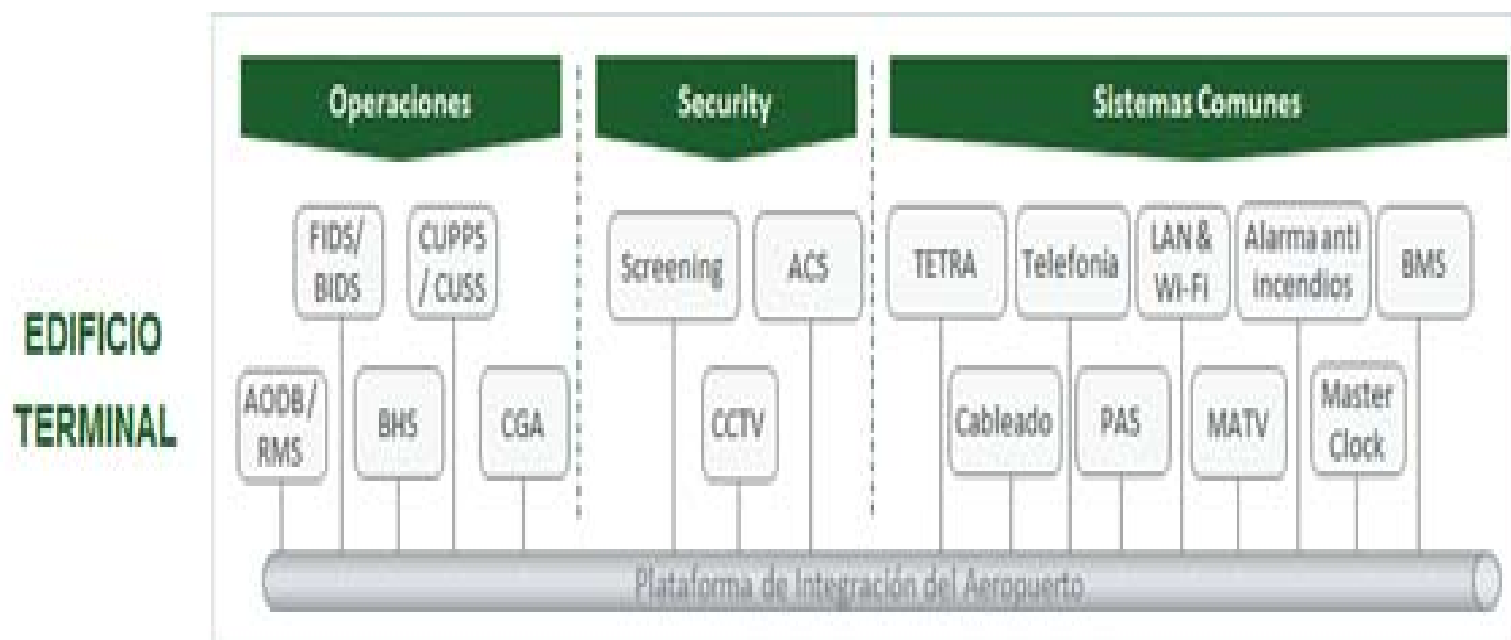 Operaciones
Security
Sistemas Comunes
EDIFICIO
TERMINAL
FIDS/
BIDS
CUPPS
/ CUSS
Screening
ACS
TETRA
Telefonía
LAN &
Wi-Fi
Alarma anti
incendios
BMS
AODB/
RMS
BHS
CGA
CCTV
Cableado
PAS
MATV
Master
Clock
Plataforma de Integración del Aeropuerto